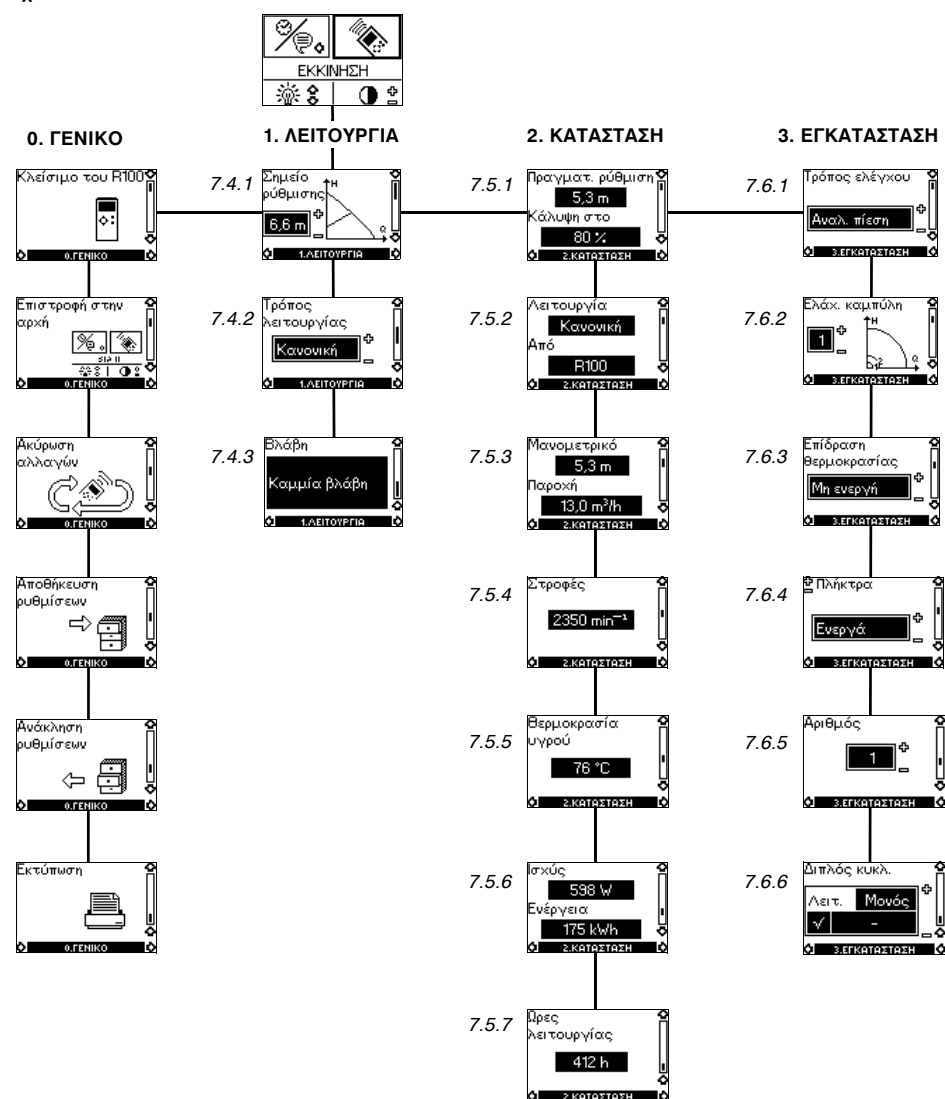 ΕΚΚΙΝΗΣΗ
0. ΓΕΝΙΚΟ
1. ΛΕΙΤΟΥΡΓΙΑ
2. ΚΑΤΑΣΤΑΣΗ
3. ΕΓΚΑΤΑΣΤΑΣΗ
Κλείσιμο του R100
0.ΓΕΝΙΚΟ
Επιστροφή στην
αρχή
0.ΓΕΝΙΚΟ
Ακύρωση
αλλαγών
0.ΓΕΝΙΚΟ
Αποθήκευση
ρυθμίσεων
0.ΓΕΝΙΚΟ
Ανάκληση
ρυθμίσεων
0.ΓΕΝΙΚΟ
Εκτύπωση
0.ΓΕΝΙΚΟ
7.4.1
Σημείο
ρύθμισης
H
6,6 m
Q
1.ΛΕΙΤΟΥΡΓΙΑ
7.4.2
Τρόπος
λειτουργίας
Κανονική
1.ΛΕΙΤΟΥΡΓΙΑ
7.4.3
Βλάβη
Καμμία βλάβη
1.ΛΕΙΤΟΥΡΓΙΑ
7.5.1
Πραγματ. ρύθμιση
5,3 m
Κάλυψη στο
80 %
2.ΚΑΤΑΣΤΑΣΗ
7.5.2
Λειτουργία
Κανονική
Από
R100
2.ΚΑΤΑΣΤΑΣΗ
7.5.3
Μανομετρικό
5,3 m
Παροχή
13,0 m³/h
2.ΚΑΤΑΣΤΑΣΗ
7.5.4
Στροφές
2350 min⁻¹
2.ΚΑΤΑΣΤΑΣΗ
7.5.5
Θερμοκρασία
υγρού
76 °C
2.ΚΑΤΑΣΤΑΣΗ
7.5.6
Ισχύς
598 W
Ενέργεια
175 kWh
2.ΚΑΤΑΣΤΑΣΗ
7.5.7
Ώρες
λειτουργίας
412 h
2.ΚΑΤΑΣΤΑΣΗ
7.6.1
Τρόπος ελέγχου
Αναλ. πίεση
3.ΕΓΚΑΤΑΣΤΑΣΗ
7.6.2
Ελάχ. καμπύλη
H
1
Q
3.ΕΓΚΑΤΑΣΤΑΣΗ
7.6.3
Επίδραση
θερμοκρασίας
Μη ενεργή
3.ΕΓΚΑΤΑΣΤΑΣΗ
7.6.4
Πλήκτρα
Ενεργά
3.ΕΓΚΑΤΑΣΤΑΣΗ
7.6.5
Αριθμός
1
3.ΕΓΚΑΤΑΣΤΑΣΗ
7.6.6
Διπλός κυκλ.
Λειτ. Μονός
√ -
3.ΕΓΚΑΤΑΣΤΑΣΗ